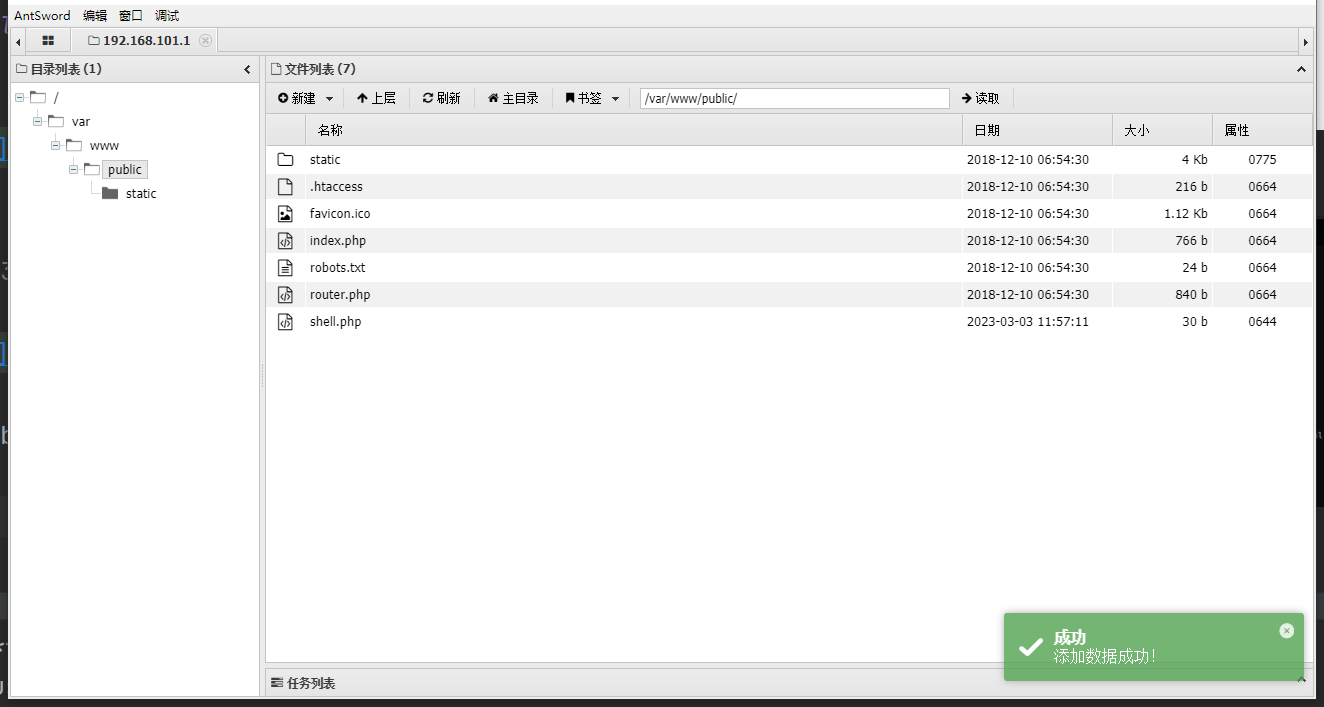 AntSword 编辑 窗口 调试
192.168.101.1
目录列表 (1)
文件列表 (7)
新建 上层 刷新 主目录 书签 /var/www/public/ 读取
/
var
www
public
static
名称 日期 大小 属性
static 2018-12-10 06:54:30 4 Kb 0775
.htaccess 2018-12-10 06:54:30 216 b 0664
favicon.ico 2018-12-10 06:54:30 1.12 Kb 0664
index.php 2018-12-10 06:54:30 766 b 0664
robots.txt 2018-12-10 06:54:30 24 b 0664
router.php 2018-12-10 06:54:30 840 b 0664
shell.php 2023-03-03 11:57:11 30 b 0644
成功
添加数据成功!
任务列表